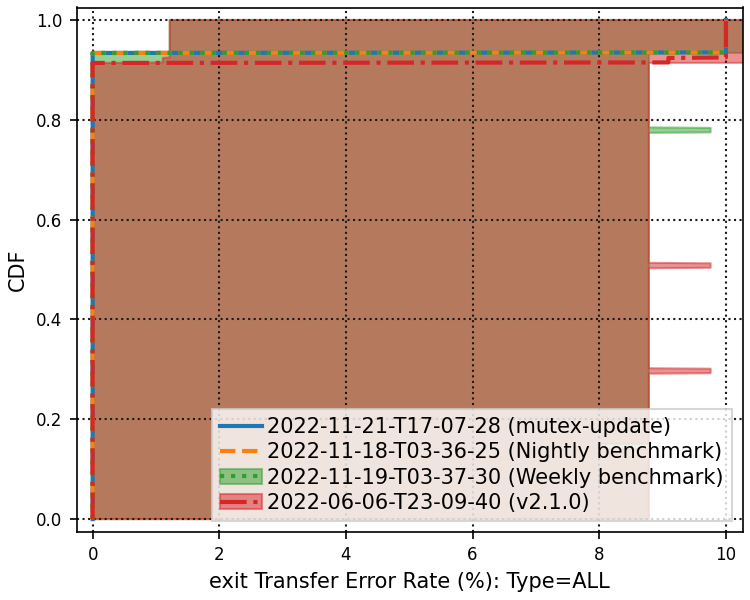 1.0
0.8
0.6
0.4
0.2
0.0
CDF
2022-11-21-T17-07-28 (mutex-update)
2022-11-18-T03-36-25 (Nightly benchmark)
2022-11-19-T03-37-30 (Weekly benchmark)
2022-06-06-T23-09-40 (v2.1.0)
0 2 4 6 8 10
exit Transfer Error Rate (%): Type=ALL